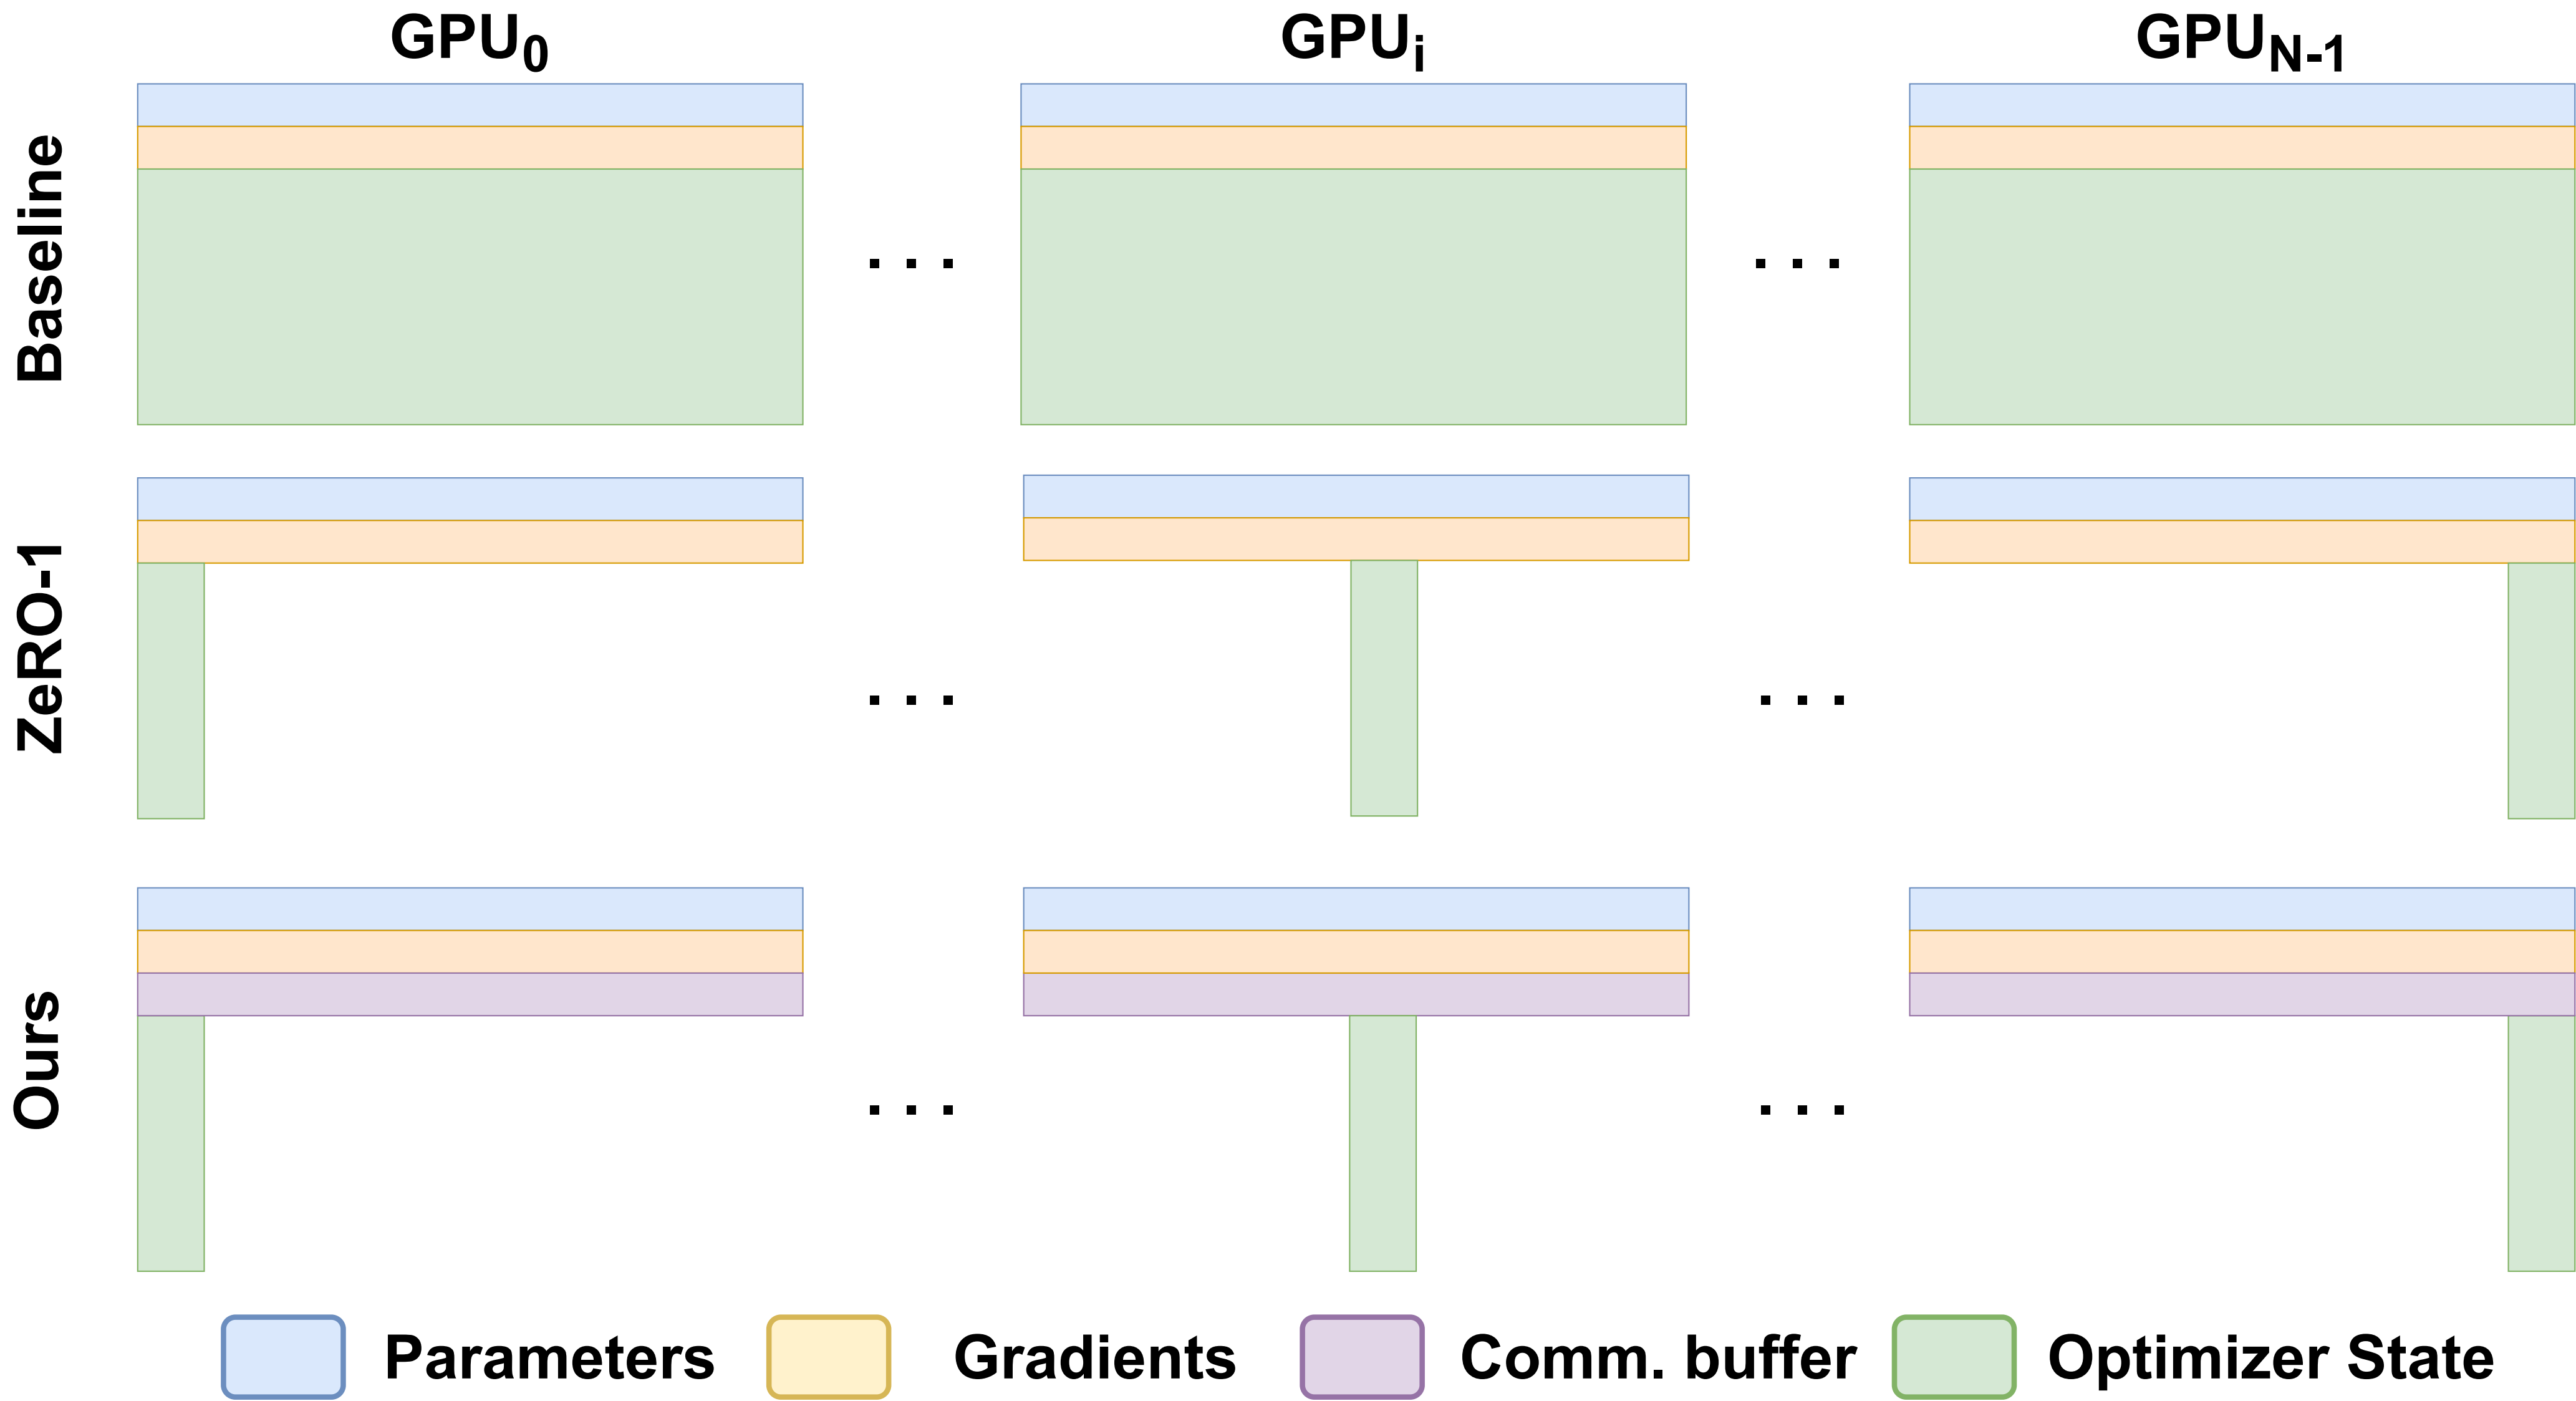 GPU0 GPUi GPUN-1
Baseline
. . . . . .
ZeRO-1
. . . . . .
Ours
. . . . . .
Parameters Gradients Comm. buffer Optimizer State